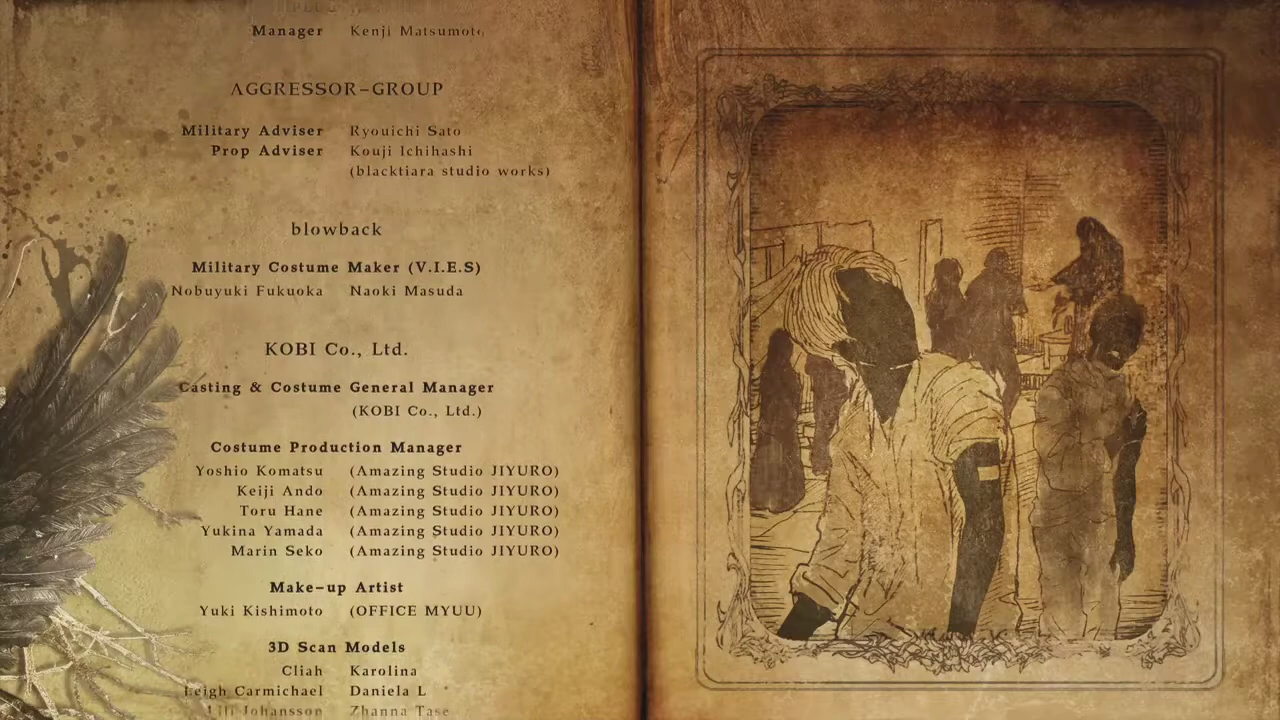 Manager Kenji Matsumoto
AGGRESSOR-GROUP
Military Adviser Ryouichi Sato
Prop Adviser Kouji Ichihashi
(blacktiara studio works)
blowback
Military Costume Maker (V.I.E.S)
Nobuyuki Fukuoka Naoki Masuda
KOBI Co., Ltd.
Casting & Costume General Manager
(KOBI Co., Ltd.)
Costume Production Manager
Yoshio Komatsu (Amazing Studio JIYURO)
Keiji Ando (Amazing Studio JIYURO)
Toru Hane (Amazing Studio JIYURO)
Yukina Yamada (Amazing Studio JIYURO)
Marin Seko (Amazing Studio JIYURO)
Make-up Artist
Yuki Kishimoto (OFFICE MYUU)
3D Scan Models
Cliah Karolina
Leigh Carmichael Daniela L
Lili Johansson Zhanna Tase